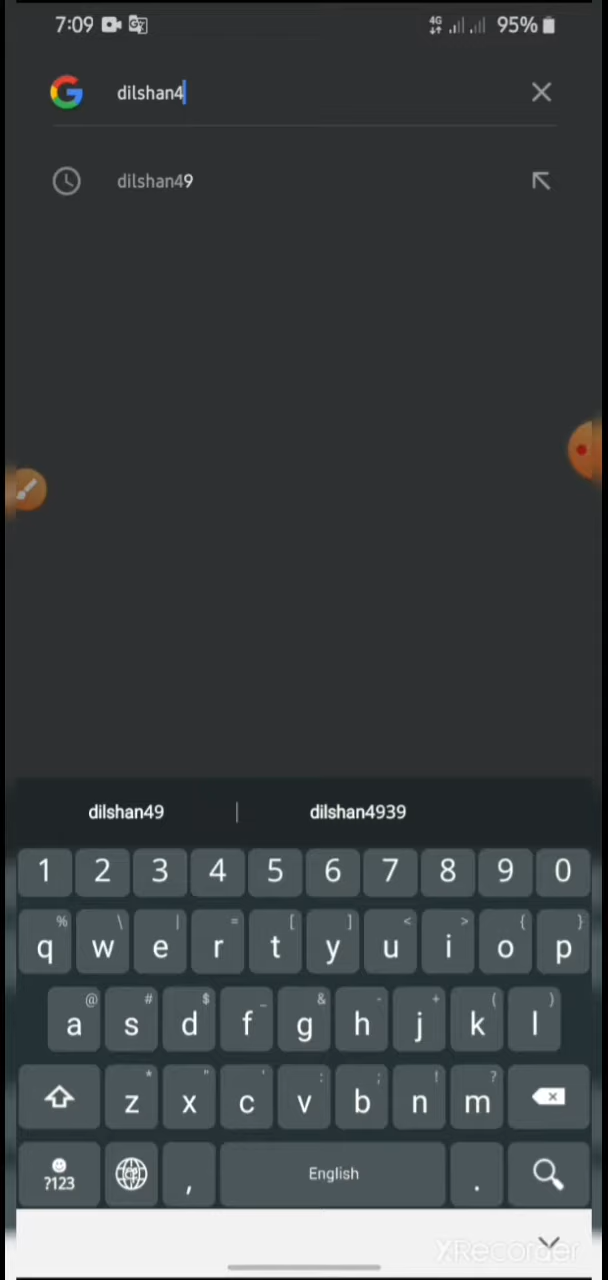 7:09 4G 95%
dilshan4
dilshan49
dilshan49 | dilshan4939
1 2 3 4 5 6 7 8 9 0
% \ | = [ ] < > { }
q w e r t y u i o p
@ # $ _ & - + ( )
a s d f g h j k l
* " ' : ; ! ?
z x c v b n m
?123 , English .
XRecorder